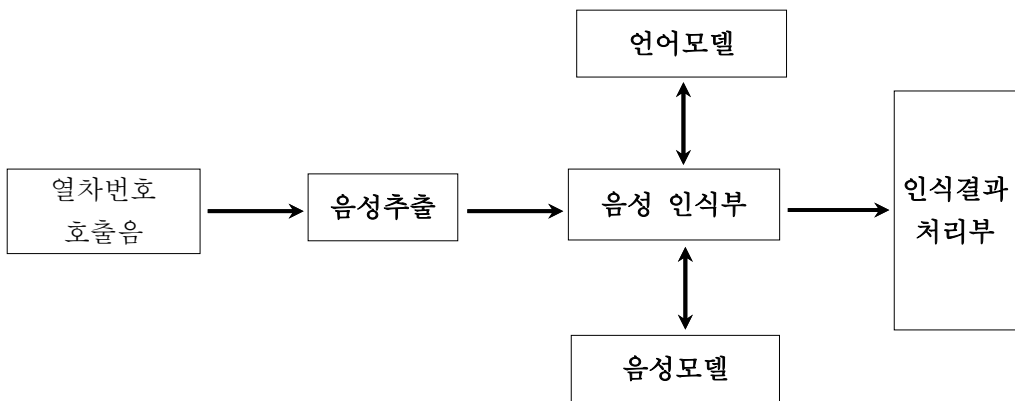 언어모델
열차번호
호출음
음성추출
음성 인식부
인식결과
처리부
음성모델